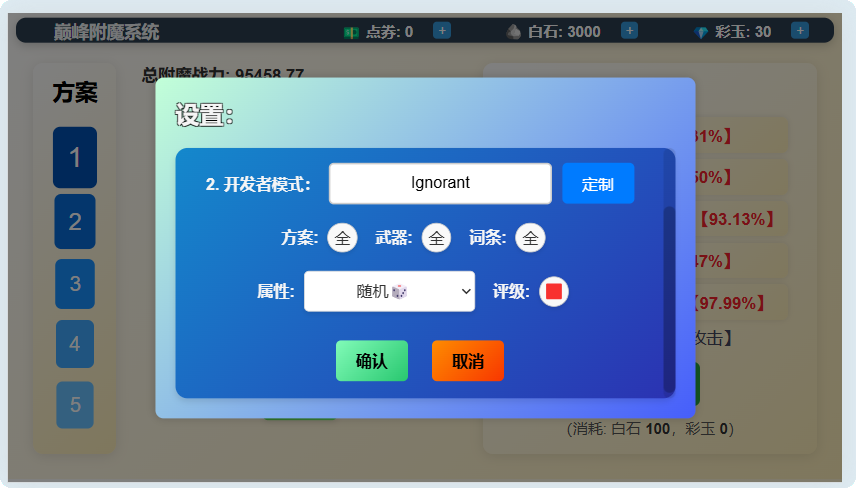 巅峰附魔系统 点券: 0 + 白石: 3000 + 彩玉: 30 +
方案
总附魔战力: 95458.77
设置:
1
31%】
2. 开发者模式: Ignorant 定制
50%】
2
方案: 全 武器: 全 词条: 全
【93.13%】
3
47%】
属性: 随机🎲 评级:
【97.99%】
4
攻击】
确认 取消
5
(消耗: 白石 100，彩玉 0)